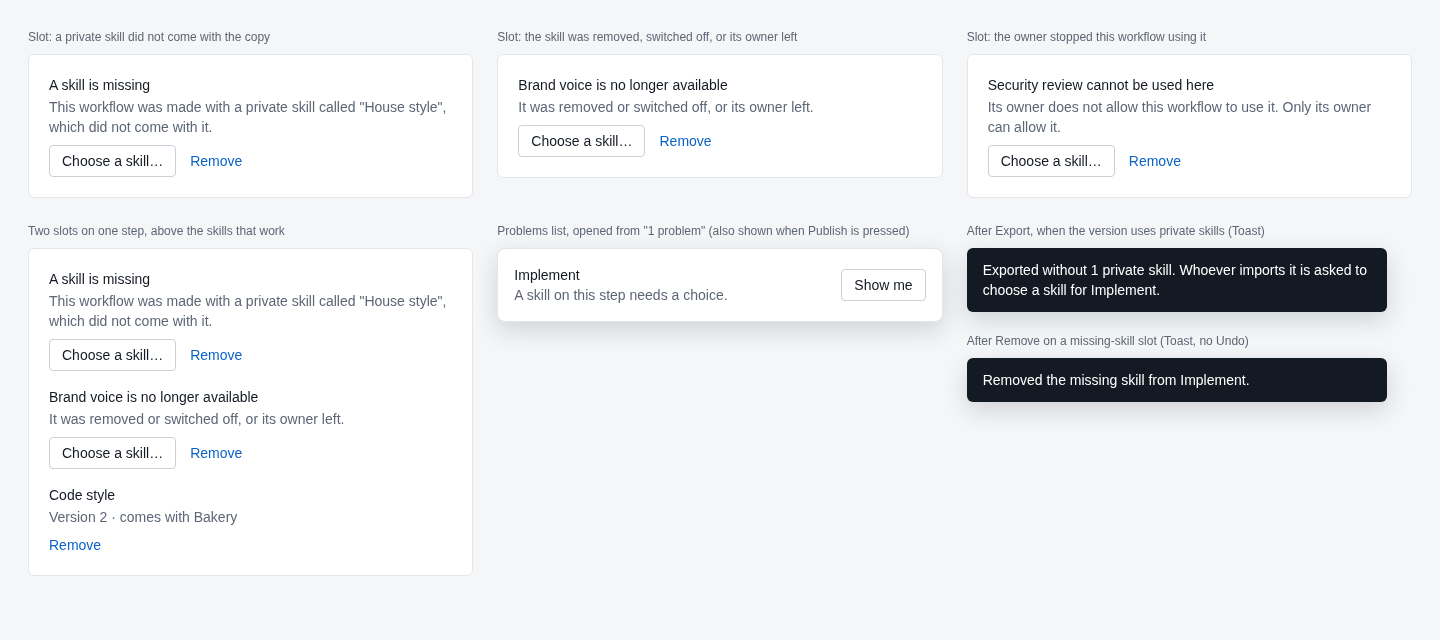 Slot: a private skill did not come with the copy
A skill is missing
This workflow was made with a private skill called "House style",
which did not come with it.
Choose a skill…
Remove
Slot: the skill was removed, switched off, or its owner left
Brand voice is no longer available
It was removed or switched off, or its owner left.
Choose a skill…
Remove
Slot: the owner stopped this workflow using it
Security review cannot be used here
Its owner does not allow this workflow to use it. Only its owner
can allow it.
Choose a skill…
Remove
Two slots on one step, above the skills that work
A skill is missing
This workflow was made with a private skill called "House style",
which did not come with it.
Choose a skill…
Remove
Brand voice is no longer available
It was removed or switched off, or its owner left.
Choose a skill…
Remove
Code style
Version 2 · comes with Bakery
Remove
Problems list, opened from "1 problem" (also shown when Publish is pressed)
Implement
A skill on this step needs a choice.
Show me
After Export, when the version uses private skills (Toast)
Exported without 1 private skill. Whoever imports it is asked to
choose a skill for Implement.
After Remove on a missing-skill slot (Toast, no Undo)
Removed the missing skill from Implement.